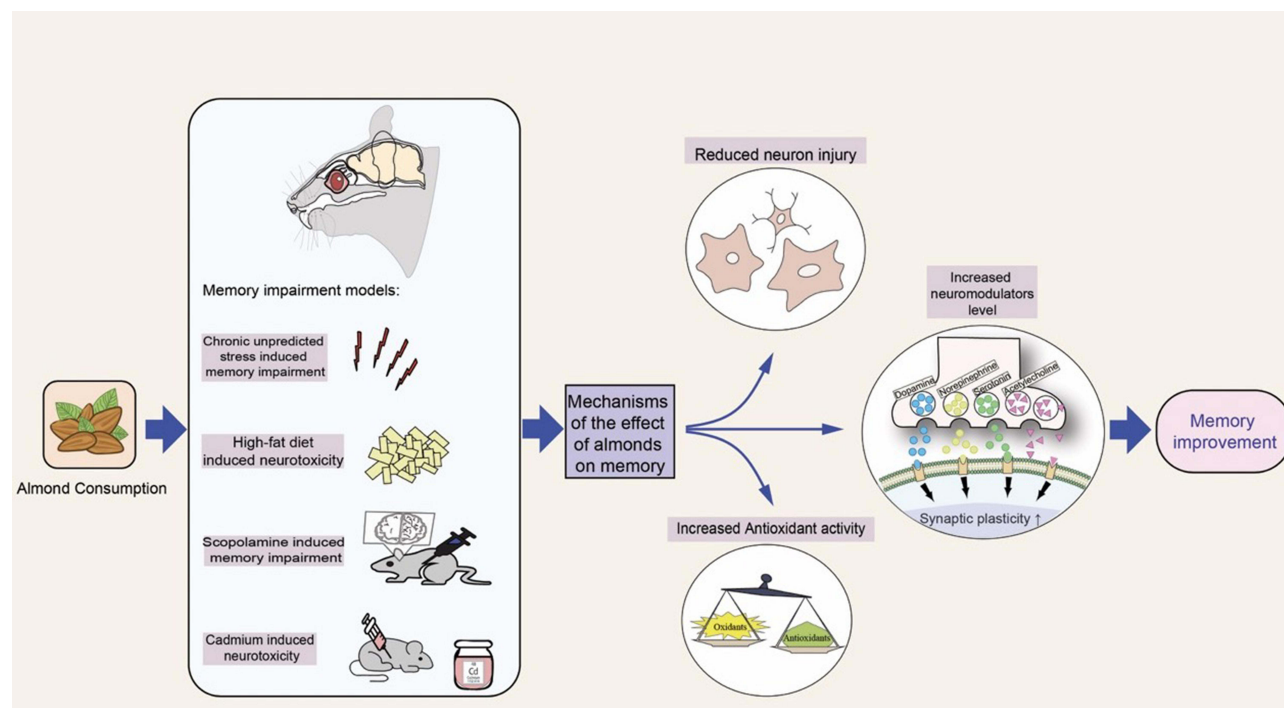 Almond Consumption
Memory impairment models:
Chronic unpredicted
stress induced
memory impairment
High-fat diet
induced neurotoxicity
Scopolamine induced
memory impairment
Cadmium induced
neurotoxicity
Cd
Mechanisms
of the effect
of almonds
on memory
Reduced neuron injury
Increased Antioxidant activity
Oxidants
Antioxidants
Increased
neuromodulators
level
Dopamine
Norepinephrine
Serotonin
Acetylecholine
Synaptic plasticity ↑
Memory
improvement